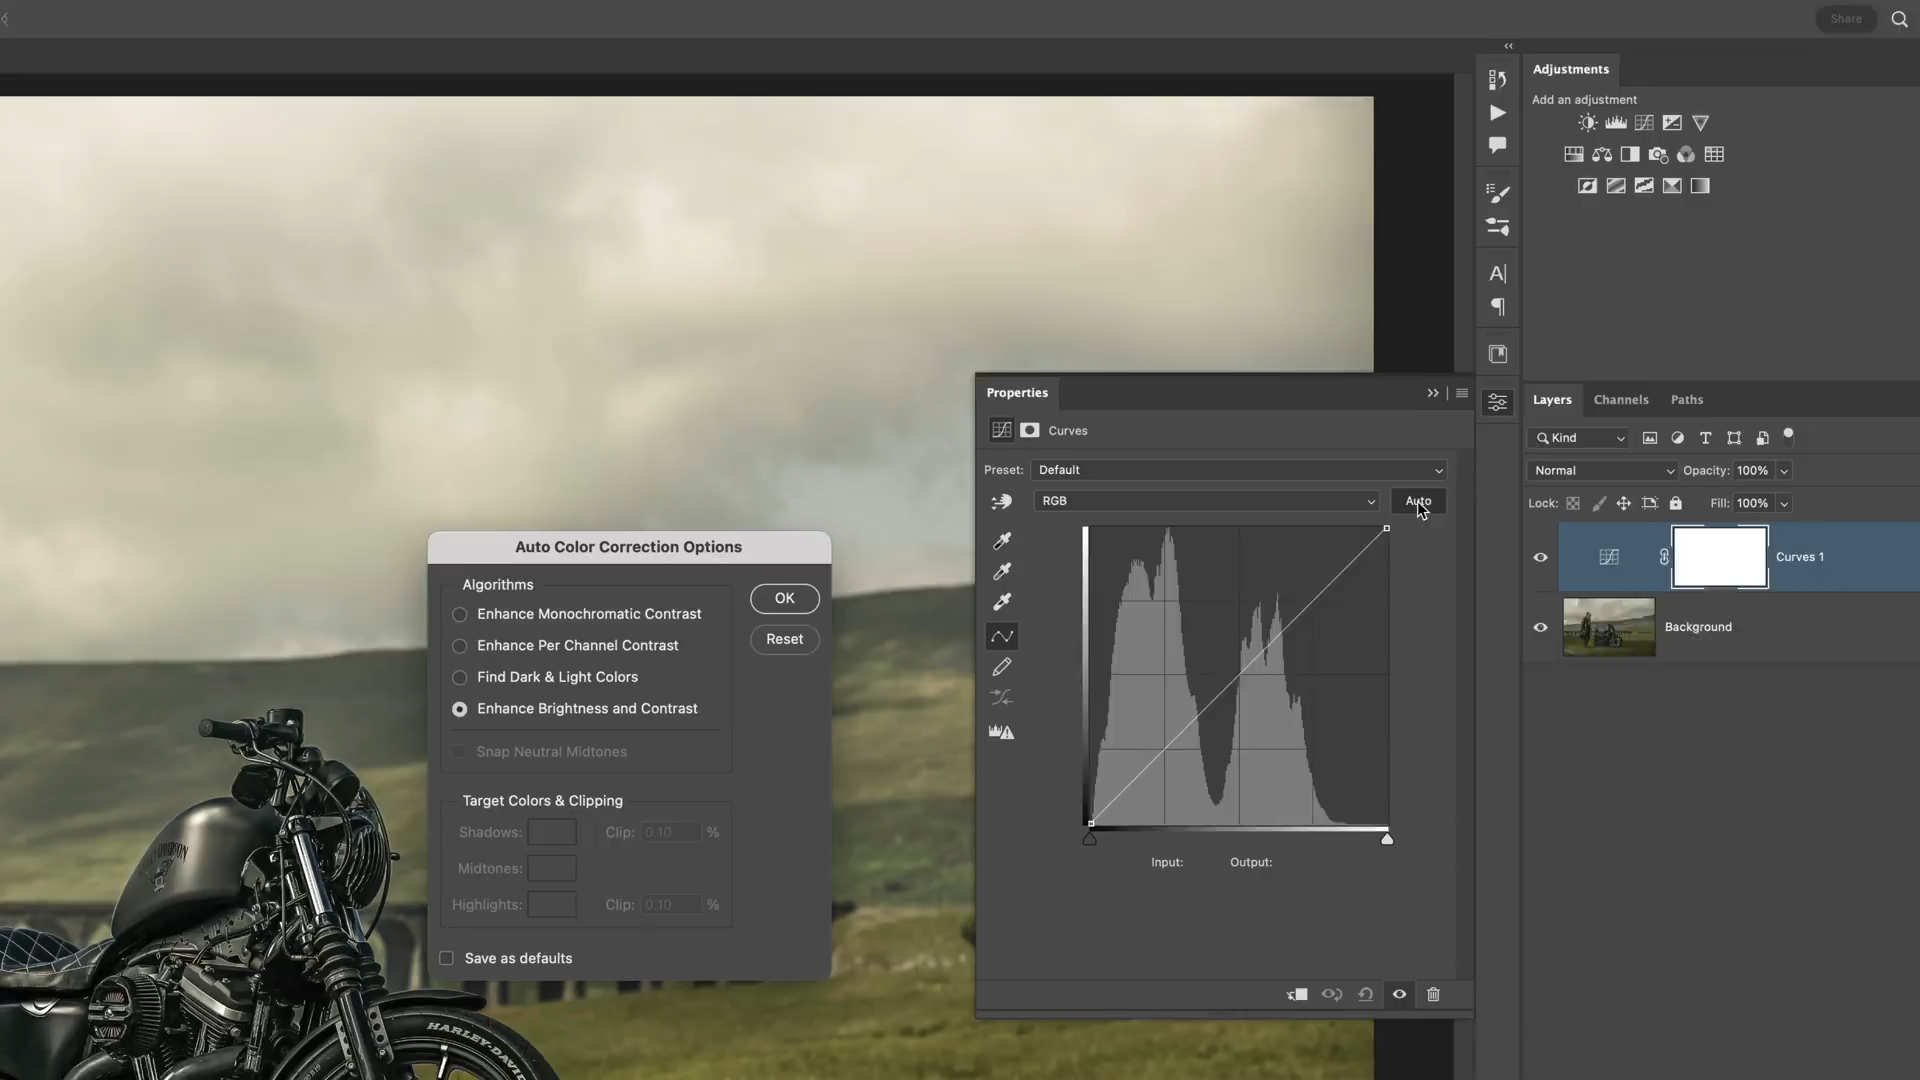 Share
Adjustments
Add an adjustment
Properties
Curves
Preset: Default
RGB
Auto
Input: Output:
Auto Color Correction Options
Algorithms
Enhance Monochromatic Contrast
Enhance Per Channel Contrast
Find Dark & Light Colors
Enhance Brightness and Contrast
Snap Neutral Midtones
OK
Reset
Target Colors & Clipping
Shadows: Clip: 0.10 %
Midtones:
Highlights: Clip: 0.10 %
Save as defaults
Layers Channels Paths
Kind
Normal Opacity: 100%
Lock: Fill: 100%
Curves 1
Background